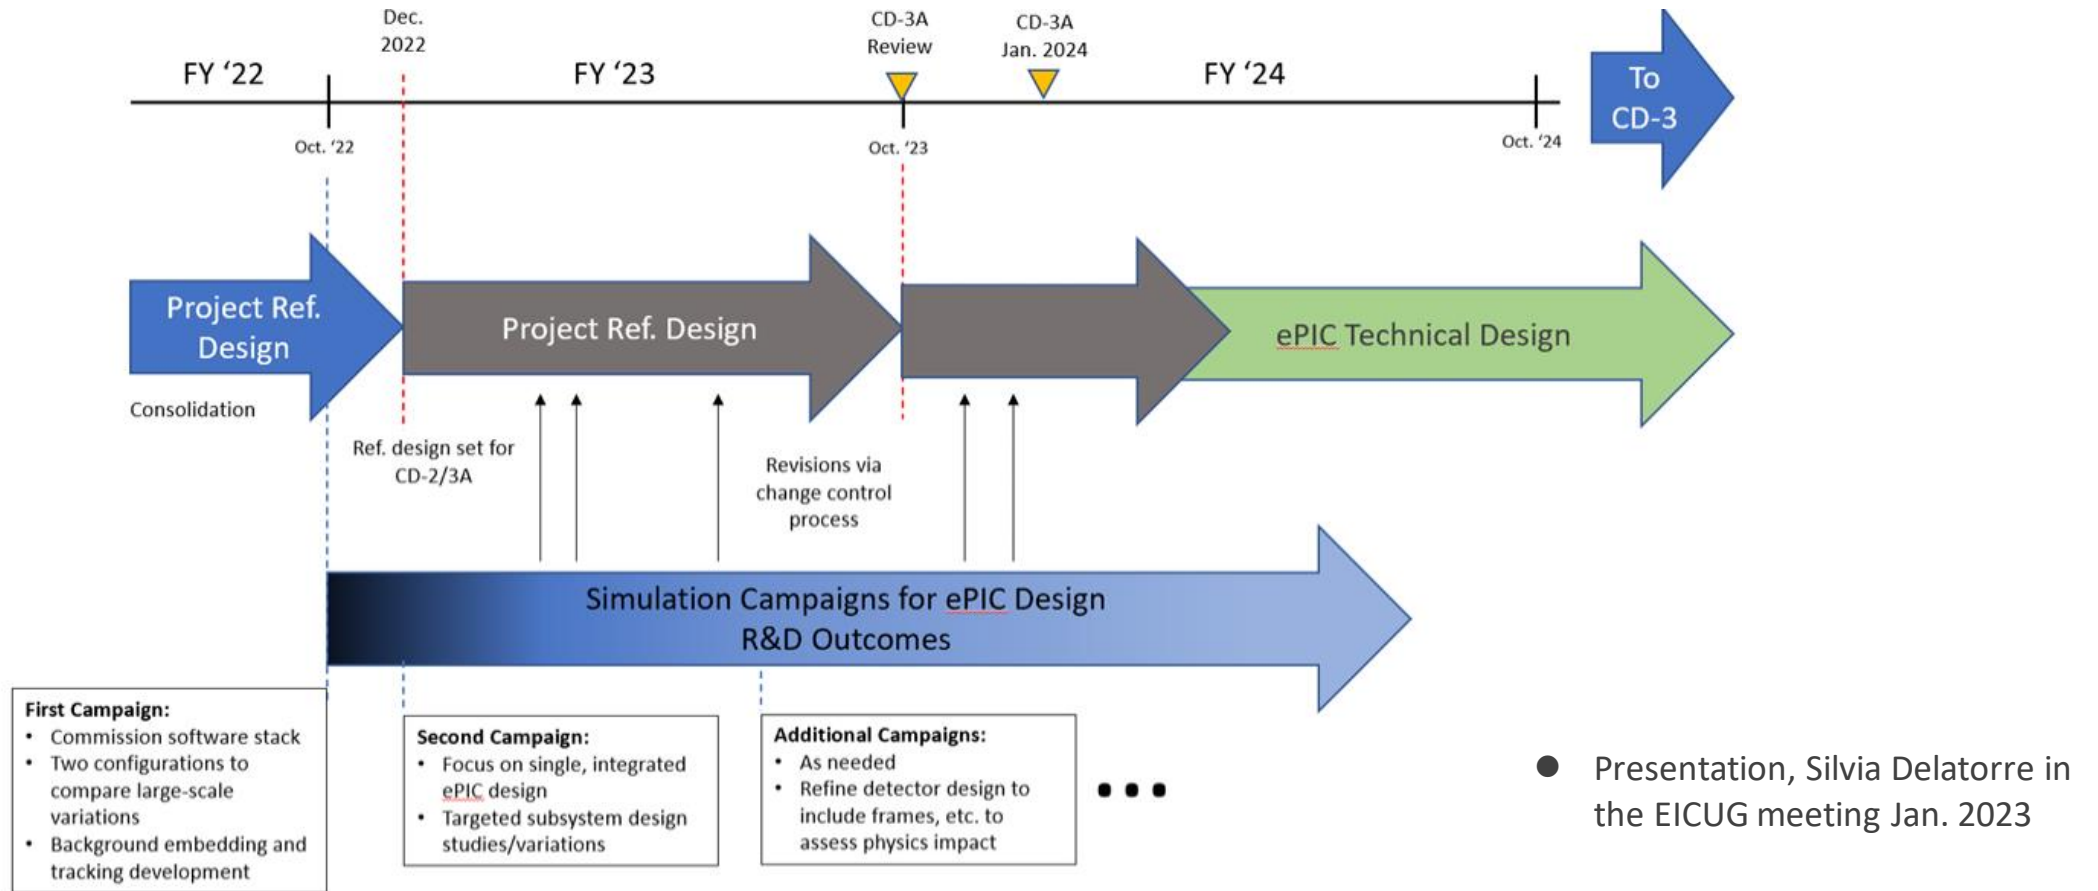 Dec.
2022
CD-3A
Review
CD-3A
Jan. 2024
FY ‘22
FY ‘23
FY ‘24
To
CD-3
Oct. ‘22
Oct. ‘23
Oct. ‘24
Project Ref.
Design
Project Ref. Design
ePIC Technical Design
Consolidation
Ref. design set for
CD-2/3A
Revisions via
change control
process
Simulation Campaigns for ePIC Design
R&D Outcomes
First Campaign:
• Commission software stack
• Two configurations to
compare large-scale
variations
• Background embedding and
tracking development
Second Campaign:
• Focus on single, integrated
ePIC design
• Targeted subsystem design
studies/variations
Additional Campaigns:
• As needed
• Refine detector design to
include frames, etc. to
assess physics impact
...
● Presentation, Silvia Delatorre in
the EICUG meeting Jan. 2023